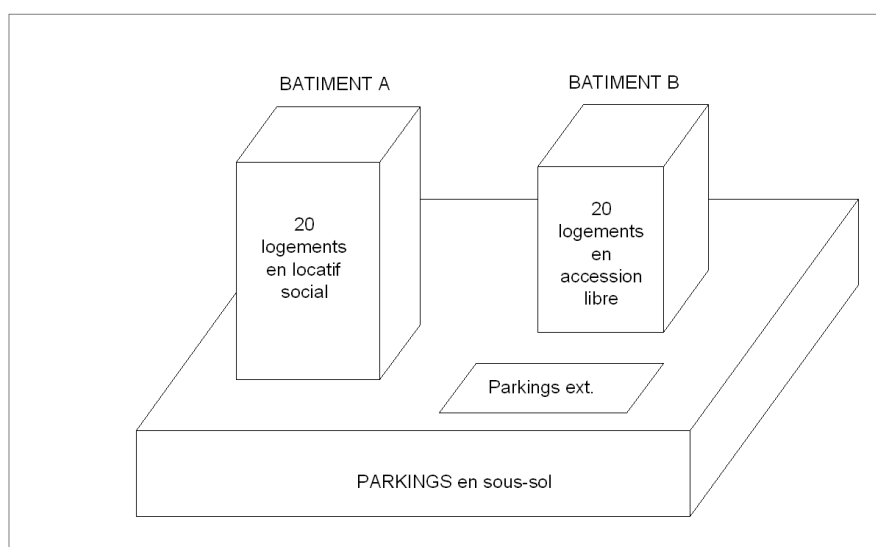 BATIMENT A
BATIMENT B
20
logements
en locatif
social
20
logements
en
accession
libre
Parkings ext.
PARKINGS en sous-sol